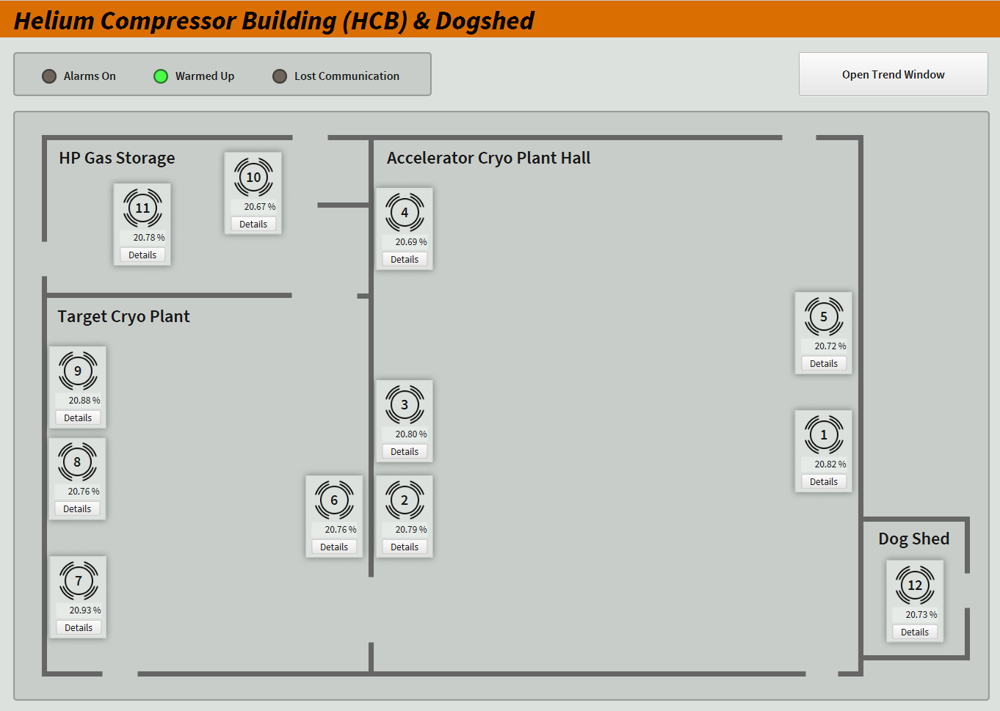 Helium Compressor Building (HCB) & Dogshed
Alarms On
Warmed Up
Lost Communication
Open Trend Window
HP Gas Storage
10
20.67 %
Details
11
20.78 %
Details
Accelerator Cryo Plant Hall
4
20.69 %
Details
5
20.72 %
Details
3
20.80 %
Details
1
20.82 %
Details
2
20.79 %
Details
Target Cryo Plant
9
20.88 %
Details
8
20.76 %
Details
6
20.76 %
Details
7
20.93 %
Details
Dog Shed
12
20.73 %
Details